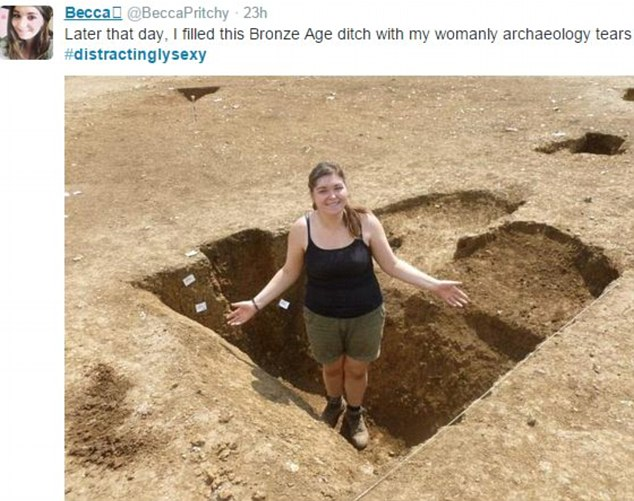 Becca @BeccaPritchy · 23h
Later that day, I filled this Bronze Age ditch with my womanly archaeology tears
#distractinglysexy